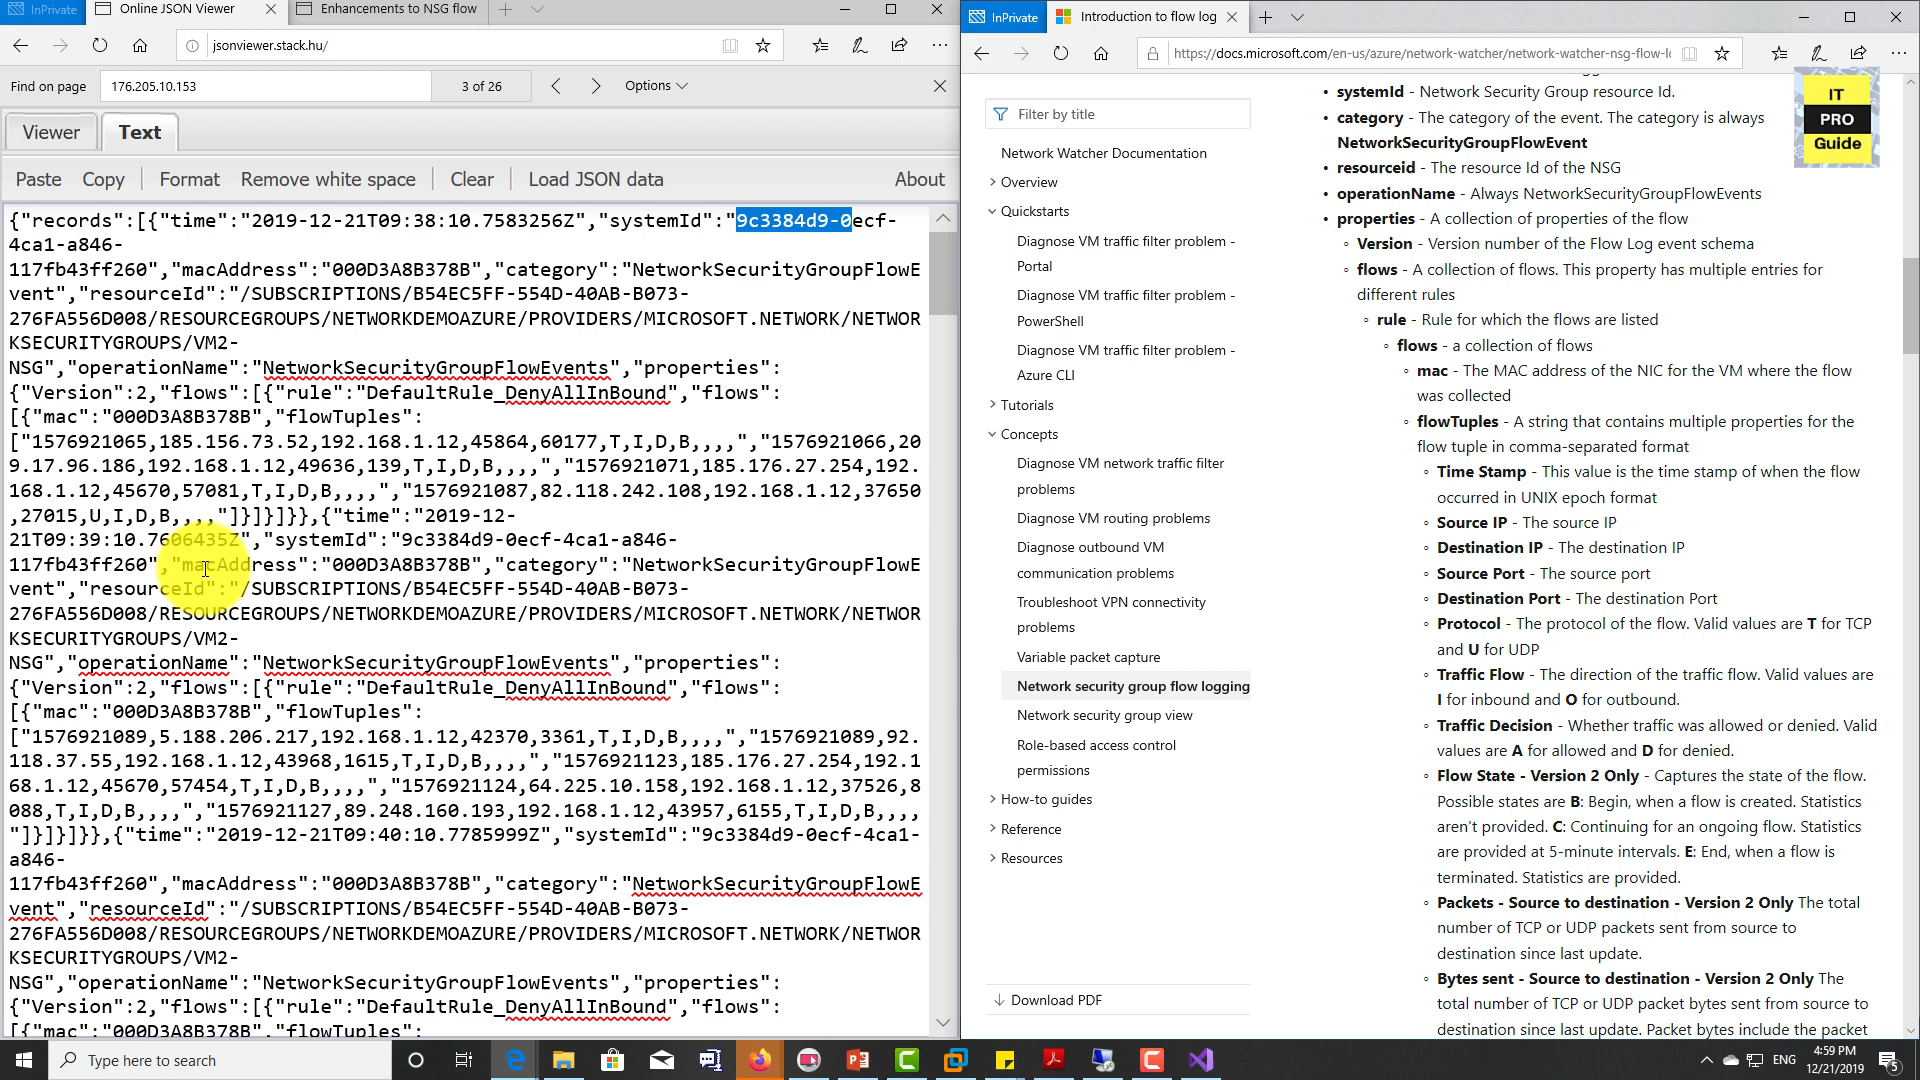 InPrivate
Online JSON Viewer
Enhancements to NSG flow
jsonviewer.stack.hu/
Find on page
176.205.10.153
3 of 26
Options
Viewer
Text
Paste
Copy
Format
Remove white space
Clear
Load JSON data
About
{"records":[{"time":"2019-12-21T09:38:10.7583256Z","systemId":"9c3384d9-0ecf-
4ca1-a846-
117fb43ff260","macAddress":"000D3A8B378B","category":"NetworkSecurityGroupFlowE
vent","resourceId":"/SUBSCRIPTIONS/B54EC5FF-554D-40AB-B073-
276FA556D008/RESOURCEGROUPS/NETWORKDEMOAZURE/PROVIDERS/MICROSOFT.NETWORK/NETWOR
KSECURITYGROUPS/VM2-
NSG","operationName":"NetworkSecurityGroupFlowEvents","properties":
{"Version":2,"flows":[{"rule":"DefaultRule_DenyAllInBound","flows":
[{"mac":"000D3A8B378B","flowTuples":
["1576921065,185.156.73.52,192.168.1.12,45864,60177,T,I,D,B,,,,","1576921066,20
9.17.96.186,192.168.1.12,49636,139,T,I,D,B,,,,","1576921071,185.176.27.254,192.
168.1.12,45670,57081,T,I,D,B,,,,","1576921087,82.118.242.108,192.168.1.12,37650
,27015,U,I,D,B,,,,"]}]}]}},{"time":"2019-12-
21T09:39:10.7606435Z","systemId":"9c3384d9-0ecf-4ca1-a846-
117fb43ff260","macAddress":"000D3A8B378B","category":"NetworkSecurityGroupFlowE
vent","resourceId":"/SUBSCRIPTIONS/B54EC5FF-554D-40AB-B073-
276FA556D008/RESOURCEGROUPS/NETWORKDEMOAZURE/PROVIDERS/MICROSOFT.NETWORK/NETWOR
KSECURITYGROUPS/VM2-
NSG","operationName":"NetworkSecurityGroupFlowEvents","properties":
{"Version":2,"flows":[{"rule":"DefaultRule_DenyAllInBound","flows":
[{"mac":"000D3A8B378B","flowTuples":
["1576921089,5.188.206.217,192.168.1.12,42370,3361,T,I,D,B,,,,","1576921089,92.
118.37.55,192.168.1.12,43968,1615,T,I,D,B,,,,","1576921123,185.176.27.254,192.1
68.1.12,45670,57454,T,I,D,B,,,,","1576921124,64.225.10.158,192.168.1.12,37526,8
088,T,I,D,B,,,,","1576921127,89.248.160.193,192.168.1.12,43957,6155,T,I,D,B,,,,
"]}]}]}},{"time":"2019-12-21T09:40:10.7785999Z","systemId":"9c3384d9-0ecf-4ca1-
a846-
117fb43ff260","macAddress":"000D3A8B378B","category":"NetworkSecurityGroupFlowE
vent","resourceId":"/SUBSCRIPTIONS/B54EC5FF-554D-40AB-B073-
276FA556D008/RESOURCEGROUPS/NETWORKDEMOAZURE/PROVIDERS/MICROSOFT.NETWORK/NETWOR
KSECURITYGROUPS/VM2-
NSG","operationName":"NetworkSecurityGroupFlowEvents","properties":
{"Version":2,"flows":[{"rule":"DefaultRule_DenyAllInBound","flows":
[{"mac":"000D3A8B378B","flowTuples":
InPrivate
Introduction to flow log
https://docs.microsoft.com/en-us/azure/network-watcher/network-watcher-nsg-flow-l
IT
PRO
Guide
Filter by title
Network Watcher Documentation
Overview
Quickstarts
Diagnose VM traffic filter problem -
Portal
Diagnose VM traffic filter problem -
PowerShell
Diagnose VM traffic filter problem -
Azure CLI
Tutorials
Concepts
Diagnose VM network traffic filter
problems
Diagnose VM routing problems
Diagnose outbound VM
communication problems
Troubleshoot VPN connectivity
problems
Variable packet capture
Network security group flow logging
Network security group view
Role-based access control
permissions
How-to guides
Reference
Resources
Download PDF
• systemId - Network Security Group resource Id.
• category - The category of the event. The category is always
NetworkSecurityGroupFlowEvent
• resourceid - The resource Id of the NSG
• operationName - Always NetworkSecurityGroupFlowEvents
• properties - A collection of properties of the flow
◦ Version - Version number of the Flow Log event schema
◦ flows - A collection of flows. This property has multiple entries for
different rules
◦ rule - Rule for which the flows are listed
◦ flows - a collection of flows
◦ mac - The MAC address of the NIC for the VM where the flow
was collected
◦ flowTuples - A string that contains multiple properties for the
flow tuple in comma-separated format
◦ Time Stamp - This value is the time stamp of when the flow
occurred in UNIX epoch format
◦ Source IP - The source IP
◦ Destination IP - The destination IP
◦ Source Port - The source port
◦ Destination Port - The destination Port
◦ Protocol - The protocol of the flow. Valid values are T for TCP
and U for UDP
◦ Traffic Flow - The direction of the traffic flow. Valid values are
I for inbound and O for outbound.
◦ Traffic Decision - Whether traffic was allowed or denied. Valid
values are A for allowed and D for denied.
◦ Flow State - Version 2 Only - Captures the state of the flow.
Possible states are B: Begin, when a flow is created. Statistics
aren't provided. C: Continuing for an ongoing flow. Statistics
are provided at 5-minute intervals. E: End, when a flow is
terminated. Statistics are provided.
◦ Packets - Source to destination - Version 2 Only The total
number of TCP or UDP packets sent from source to
destination since last update.
◦ Bytes sent - Source to destination - Version 2 Only The
total number of TCP or UDP packet bytes sent from source to
destination since last update. Packet bytes include the packet
Type here to search
ENG
4:59 PM
12/21/2019
5